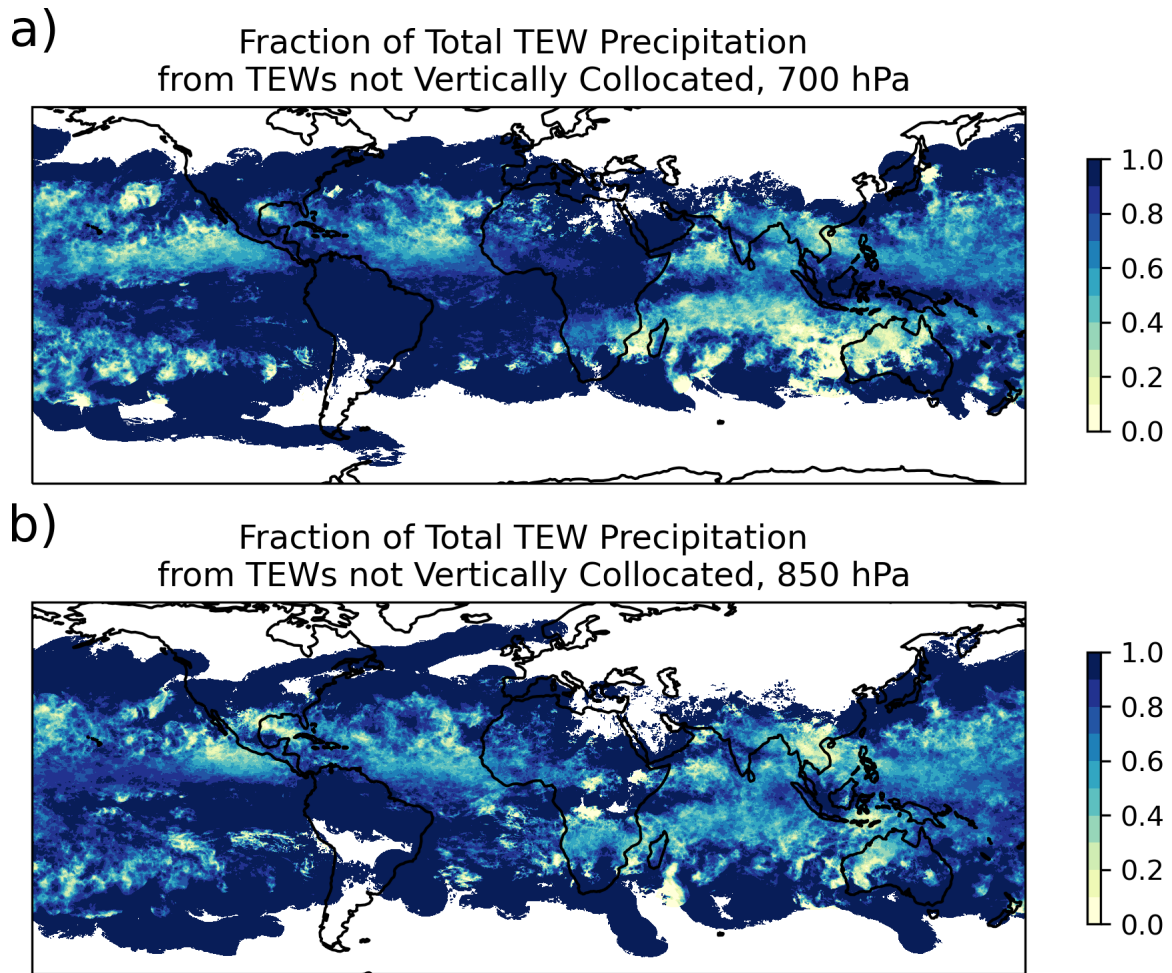 a)
Fraction of Total TEW Precipitation
from TEWs not Vertically Collocated, 700 hPa
1.0
0.8
0.6
0.4
0.2
0.0
b)
Fraction of Total TEW Precipitation
from TEWs not Vertically Collocated, 850 hPa
1.0
0.8
0.6
0.4
0.2
0.0